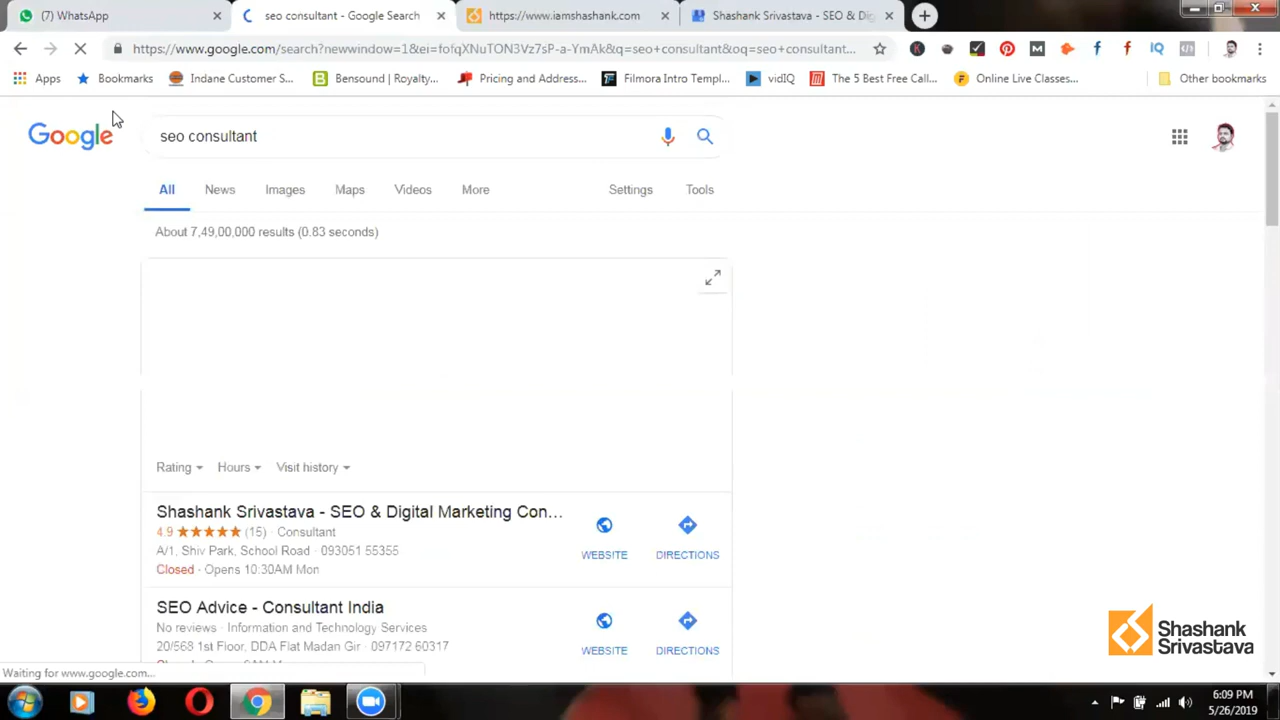 (7) WhatsApp
seo consultant - Google Search
https://www.iamshashank.com
Shashank Srivastava - SEO & Dig
https://www.google.com/search?newwindow=1&ei=fofqXNuTON3Vz7sP-a-YmAk&q=seo+consultant&oq=seo+consultant...
Apps
Bookmarks
Indane Customer S...
Bensound | Royalty...
Pricing and Address...
Filmora Intro Templ...
vidIQ
The 5 Best Free Call...
Online Live Classes...
Other bookmarks
Google
seo consultant
All
News
Images
Maps
Videos
More
Settings
Tools
About 7,49,00,000 results (0.83 seconds)
Rating
Hours
Visit history
Shashank Srivastava - SEO & Digital Marketing Con...
4.9 (15) · Consultant
A/1, Shiv Park, School Road · 093051 55355
Closed · Opens 10:30AM Mon
WEBSITE
DIRECTIONS
SEO Advice - Consultant India
No reviews · Information and Technology Services
20/568 1st Floor, DDA Flat Madan Gir · 097172 60317
WEBSITE
DIRECTIONS
Waiting for www.google.com...
Shashank
Srivastava
6:09 PM
5/26/2019